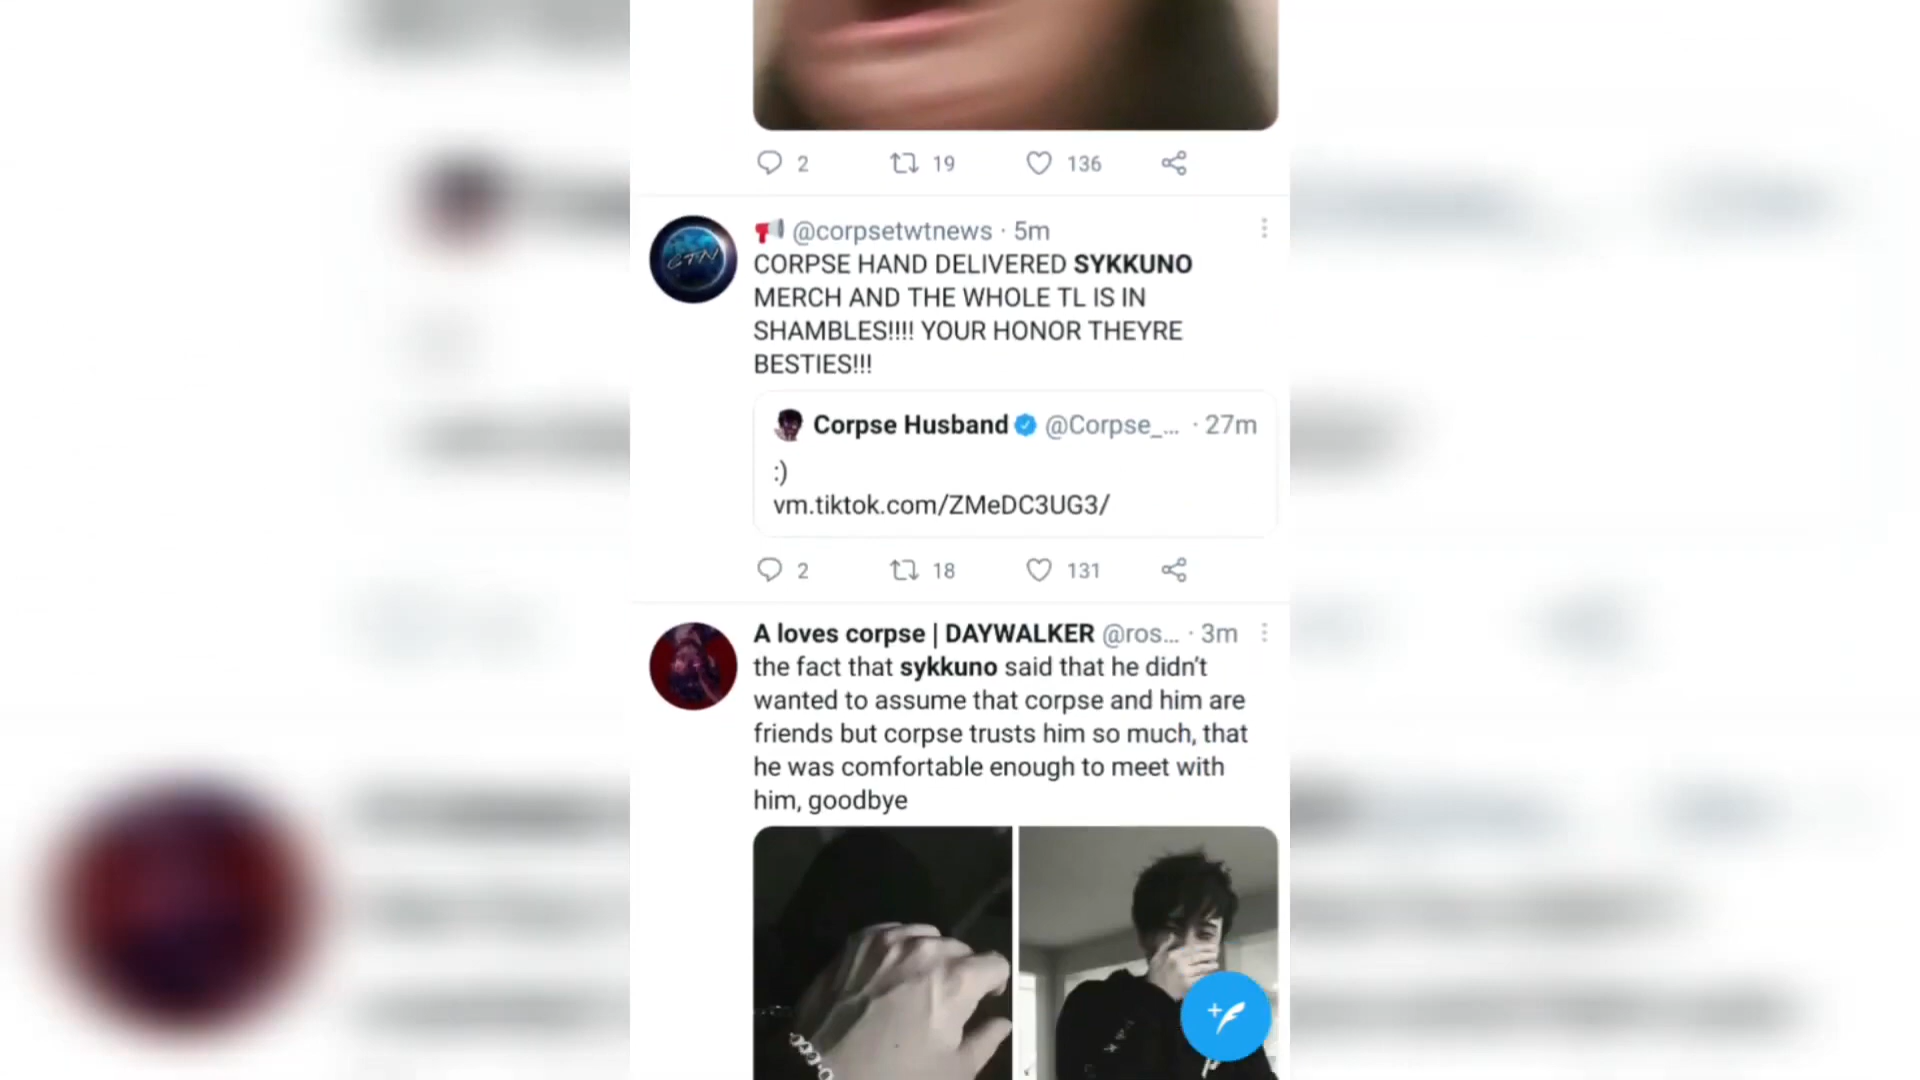 2 19 136
@corpsetwtnews · 5m
CORPSE HAND DELIVERED SYKKUNO
MERCH AND THE WHOLE TL IS IN
SHAMBLES!!!! YOUR HONOR THEYRE
BESTIES!!!
Corpse Husband @Corpse_... · 27m
:)
vm.tiktok.com/ZMeDC3UG3/
2 18 131
A loves corpse | DAYWALKER @ros... · 3m
the fact that sykkuno said that he didn't
wanted to assume that corpse and him are
friends but corpse trusts him so much, that
he was comfortable enough to meet with
him, goodbye
CTN